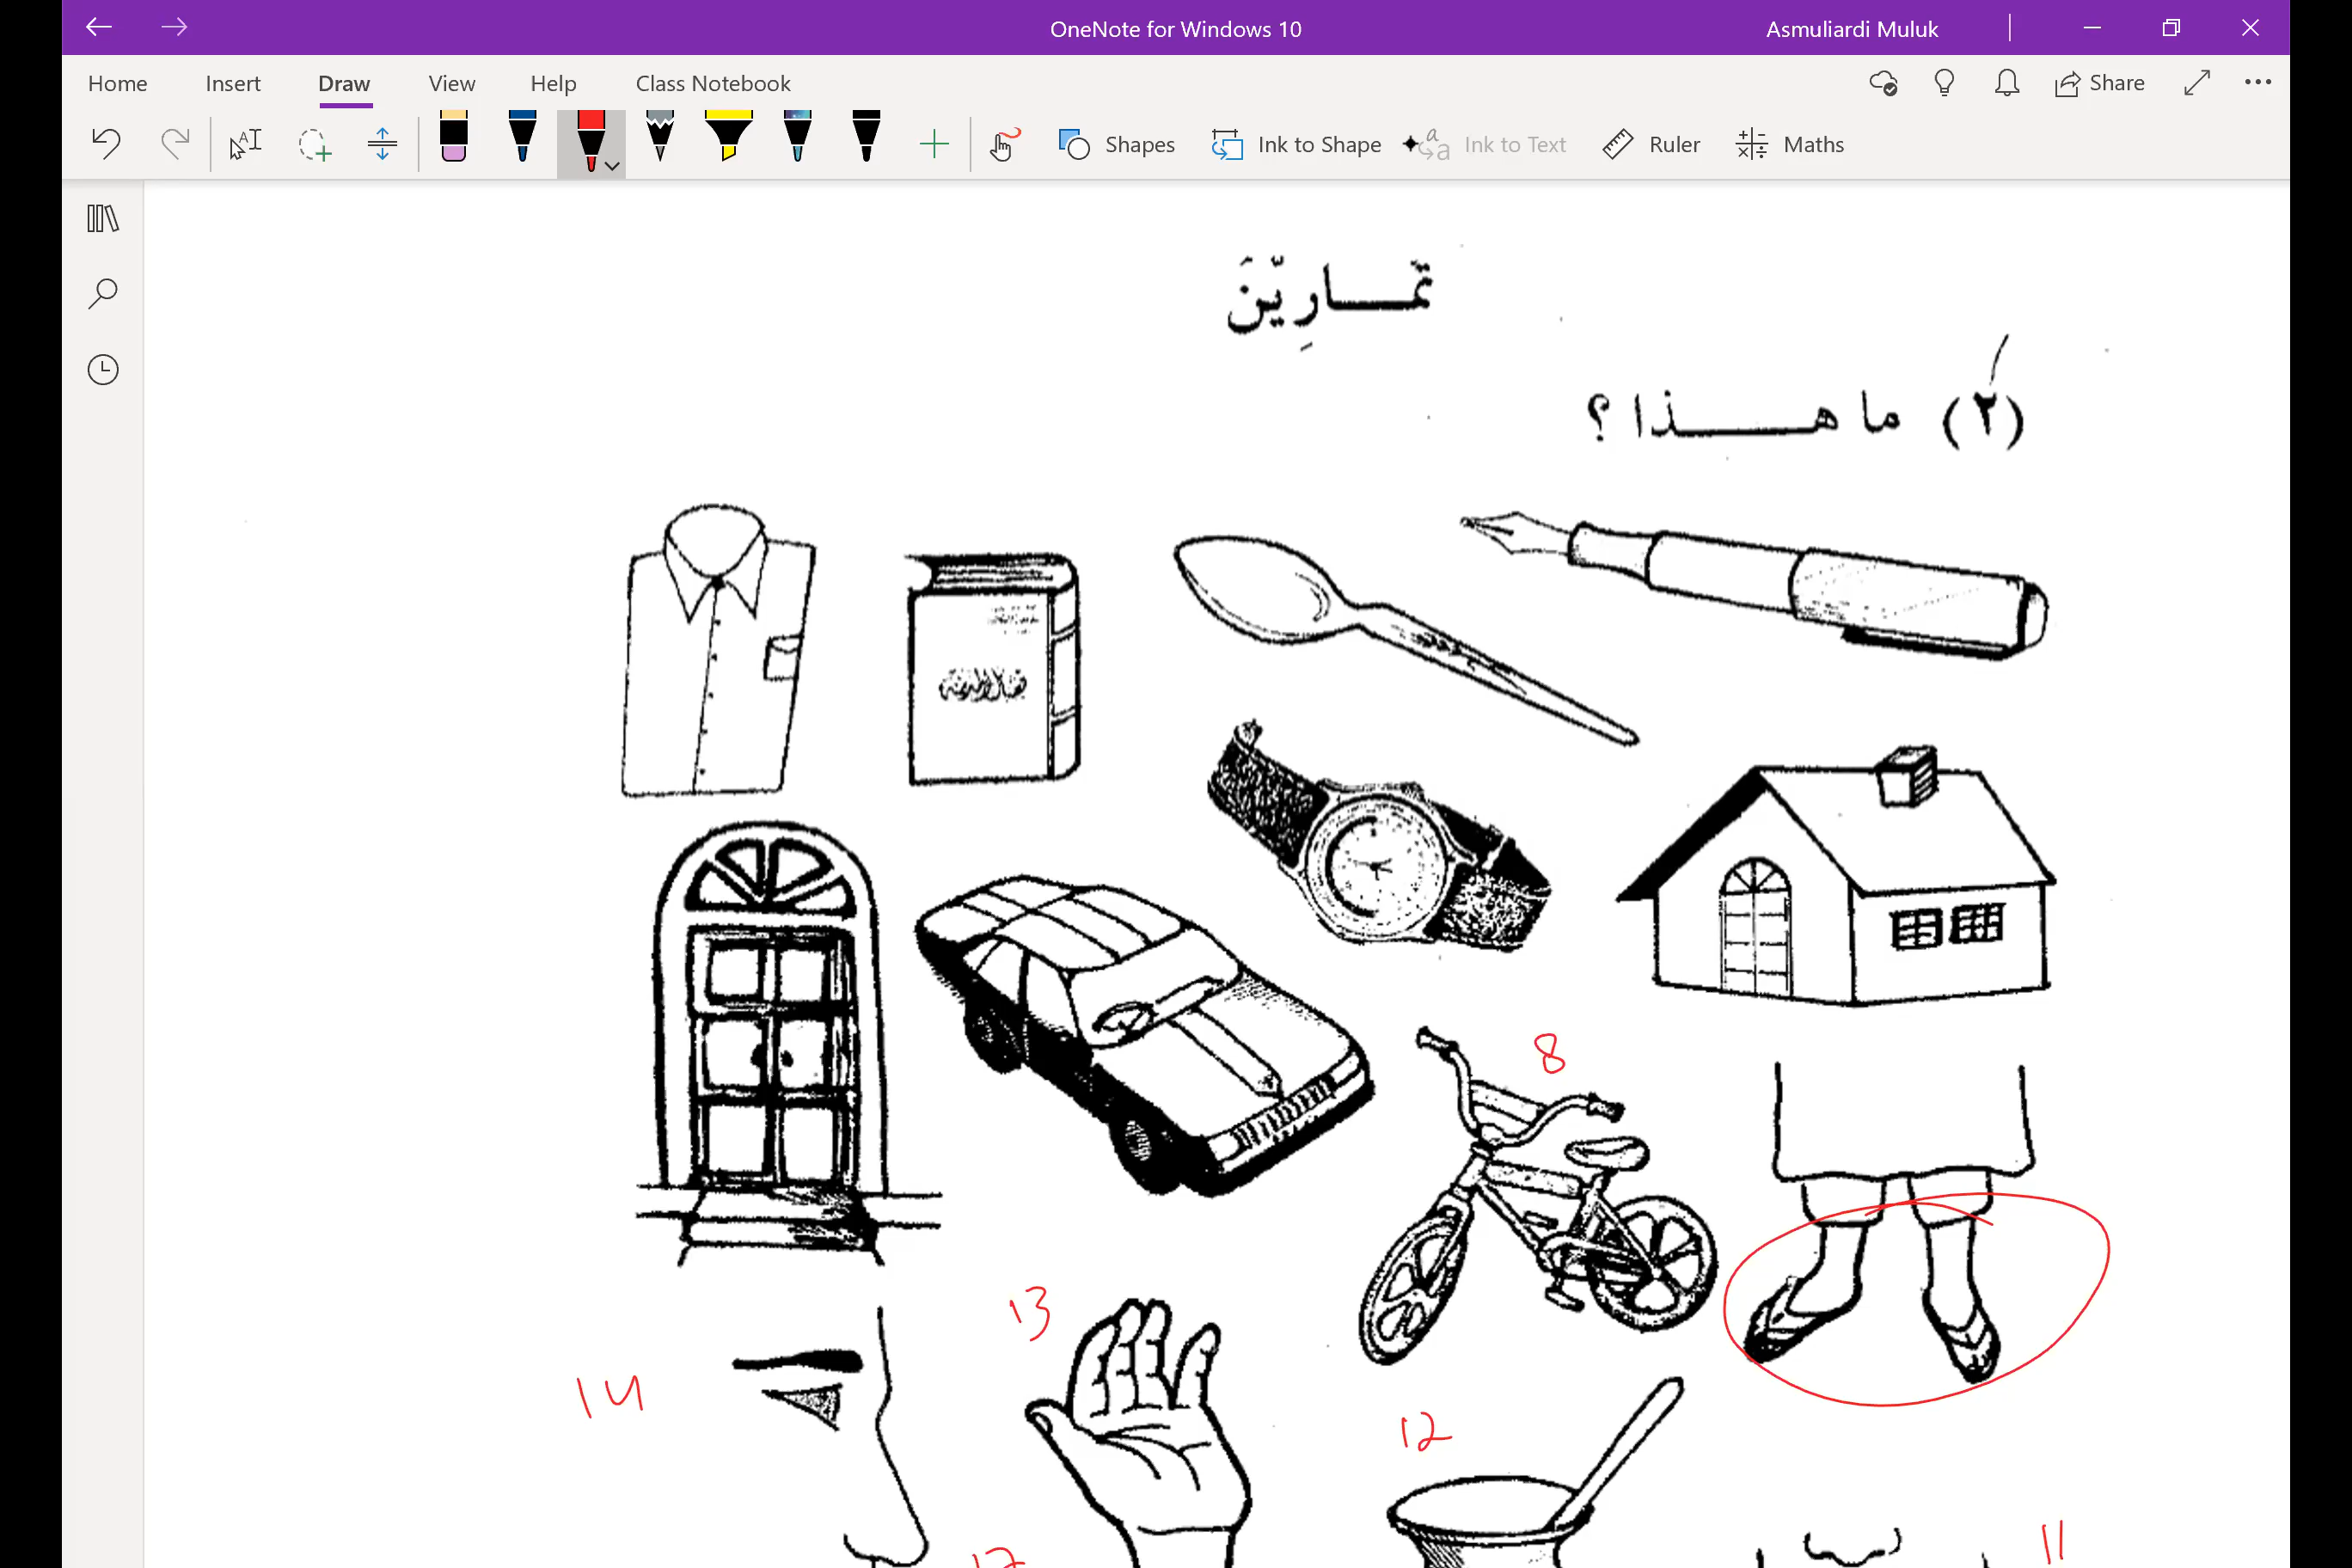 OneNote for Windows 10
Asmuliardi Muluk
Home Insert Draw View Help Class Notebook
Share
Shapes Ink to Shape Ink to Text Ruler Maths
تمارين
(٢) ما هذا ؟
8
13
14
12
11